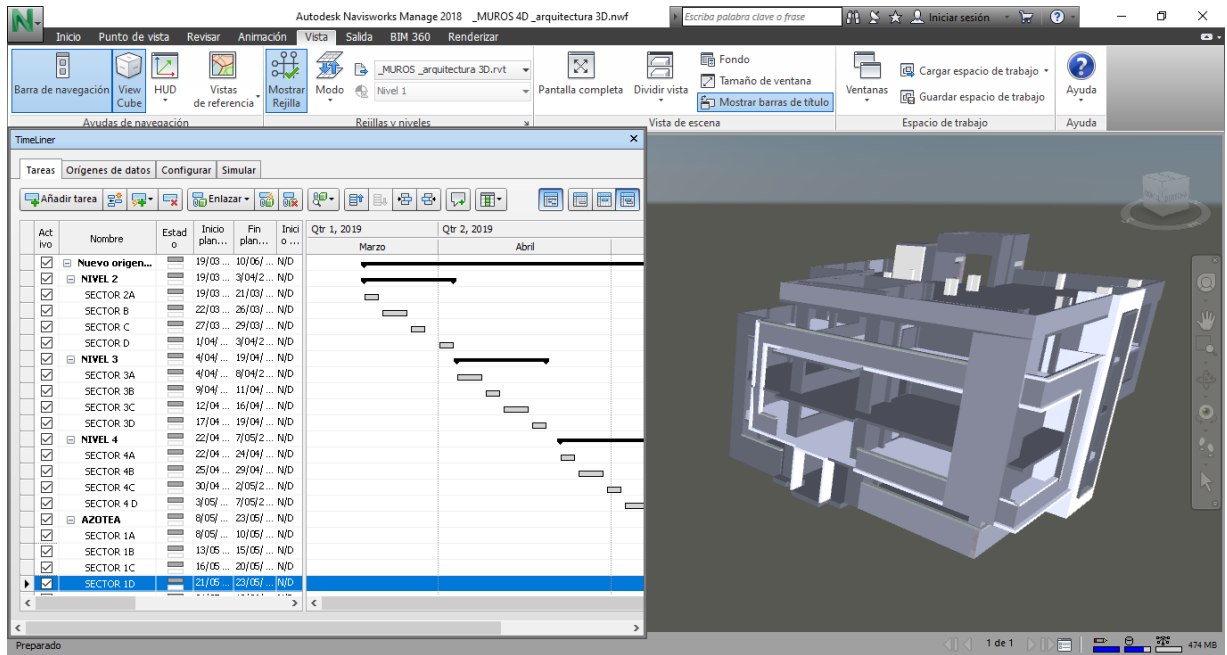 Autodesk Navisworks Manage 2018 _MUROS 4D _arquitectura 3D.nwf
Escriba palabra clave o frase
Iniciar sesión
Inicio Punto de vista Revisar Animación Vista Salida BIM 360 Renderizar
Barra de navegación
View Cube
HUD
Vistas de referencia
Mostrar Rejilla
Modo
_MUROS _arquitectura 3D.rvt
Nivel 1
Pantalla completa
Dividir vista
Fondo
Tamaño de ventana
Mostrar barras de título
Ventanas
Cargar espacio de trabajo
Guardar espacio de trabajo
Ayuda
Ayudas de navegación Rejillas y niveles Vista de escena Espacio de trabajo Ayuda
TimeLiner
Tareas Orígenes de datos Configurar Simular
Añadir tarea Enlazar
Act ivo Nombre Estad o Inicio plan... Fin plan... Inici o ...
Qtr 1, 2019 Qtr 2, 2019
Marzo Abril
Nuevo origen... 19/03 ... 10/06/ ... N/D
NIVEL 2 19/03 ... 3/04/2... N/D
SECTOR 2A 19/03 ... 21/03/ ... N/D
SECTOR B 22/03 ... 26/03/ ... N/D
SECTOR C 27/03 ... 29/03/ ... N/D
SECTOR D 1/04/ ... 3/04/2... N/D
NIVEL 3 4/04/ ... 19/04/ ... N/D
SECTOR 3A 4/04/ ... 8/04/2... N/D
SECTOR 3B 9/04/ ... 11/04/ ... N/D
SECTOR 3C 12/04 ... 16/04/ ... N/D
SECTOR 3D 17/04 ... 19/04/ ... N/D
NIVEL 4 22/04 ... 7/05/2... N/D
SECTOR 4A 22/04 ... 24/04/ ... N/D
SECTOR 4B 25/04 ... 29/04/ ... N/D
SECTOR 4C 30/04 ... 2/05/2... N/D
SECTOR 4 D 3/05/ ... 7/05/2... N/D
AZOTEA 8/05/ ... 23/05/ ... N/D
SECTOR 1A 8/05/ ... 10/05/ ... N/D
SECTOR 1B 13/05 ... 15/05/ ... N/D
SECTOR 1C 16/05 ... 20/05/ ... N/D
SECTOR 1D 21/05 ... 23/05/ ... N/D
Preparado
1 de 1
474 MB